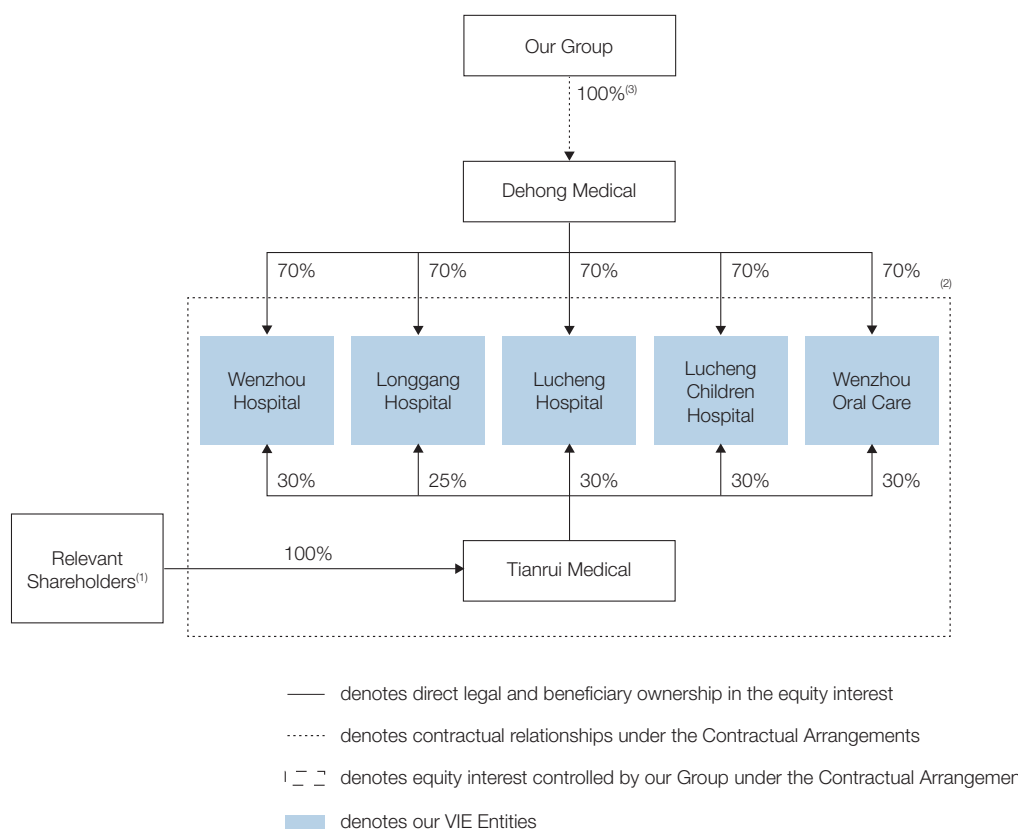 Our Group
100%(3)
Dehong Medical
70% 70% 70% 70% 70% (2)
Wenzhou
Hospital
Longgang
Hospital
Lucheng
Hospital
Lucheng
Children
Hospital
Wenzhou
Oral Care
30% 25% 30% 30% 30%
Relevant
Shareholders(1)
100%
Tianrui Medical
denotes direct legal and beneficiary ownership in the equity interest
denotes contractual relationships under the Contractual Arrangements
denotes equity interest controlled by our Group under the Contractual Arrangemen
denotes our VIE Entities